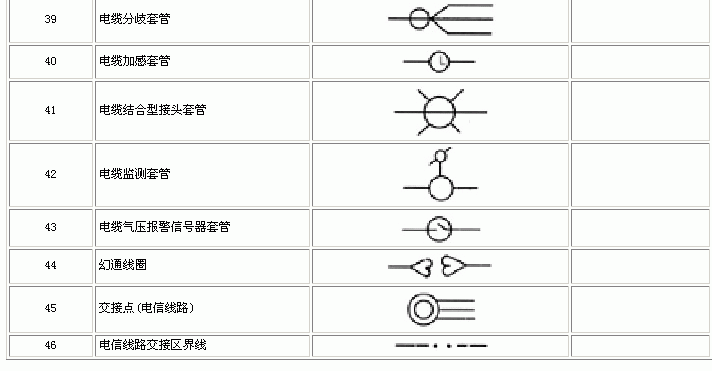 39 电缆分歧套管
40 电缆加感套管
41 电缆结合型接头套管
42 电缆监测套管
43 电缆气压报警信号器套管
44 幻通线圈
45 交接点(电信线路)
46 电信线路交接区界线